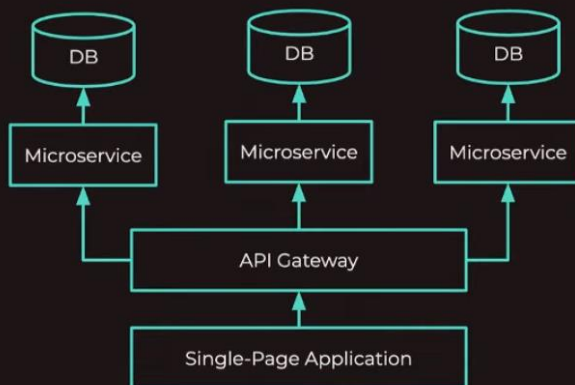 DB
DB
DB
Microservice
Microservice
Microservice
API Gateway
Single-Page Application